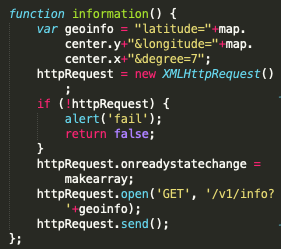 function information() {
var geoinfo = "latitude="+map.
center.y+"&longitude="+map.
center.x+"&degree=7";
httpRequest = new XMLHttpRequest()
;
if (!httpRequest) {
alert('fail');
return false;
}
httpRequest.onreadystatechange =
makearray;
httpRequest.open('GET', '/v1/info?
'+geoinfo);
httpRequest.send();
};